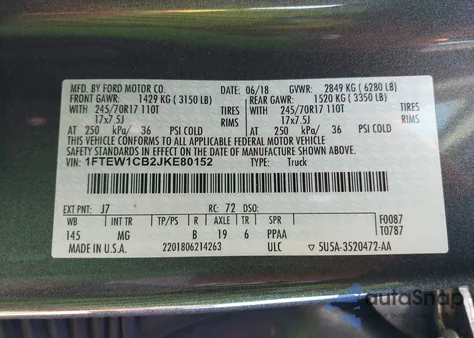 MFD. BY FORD MOTOR CO. DATE: 06/18 GVWR: 2849 KG ( 6280 LB)
FRONT GAWR: 1429 KG ( 3150 LB) REAR GAWR: 1520 KG ( 3350 LB)
245/70R17 110T TIRES 245/70R17 110T TIRES
17x7.5J RIMS 17x7.5J RIMS
AT 250 kPa/ 36 PSI COLD AT 250 kPa/ 36 PSI COLD
THIS VEHICLE CONFORMS TO ALL APPLICABLE FEDERAL MOTOR VEHICLE
SAFETY STANDARDS IN EFFECT ON THE DATE OF MANUFACTURE SHOWN ABOVE.
VIN: 1FTEW1CB2JKE80152 TYPE: Truck
EXT PNT: J7 RC: 72 DSO: F0087
WB INT TR TP/PS R AXLE TR SPR T0787
145 MG B 19 6 PPAA
MADE IN U.S.A. 2201806214263 ULC ▽ 5U5A-3520472-AA
autoSnap